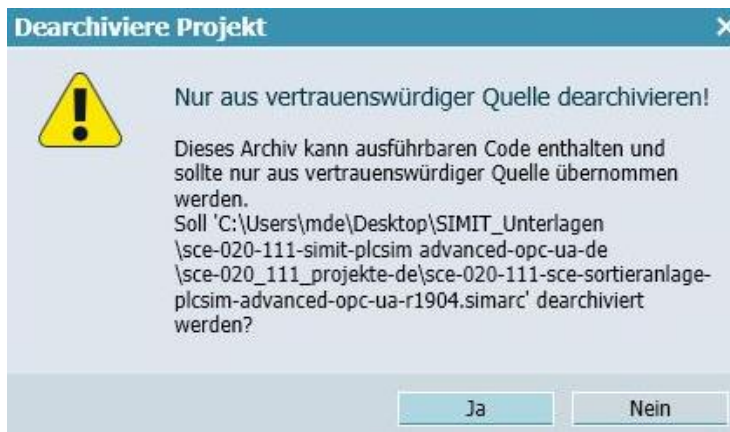 Dearchiviere Projekt
Nur aus vertrauenswürdiger Quelle dearchivieren!
Dieses Archiv kann ausführbaren Code enthalten und
sollte nur aus vertrauenswürdiger Quelle übernommen
werden.
Soll 'C:\Users\mde\Desktop\SIMIT_Unterlagen
\sce-020-111-simit-plcsim advanced-opc-ua-de
\sce-020_111_projekte-de\sce-020-111-sce-sortieranlage-
plcsim-advanced-opc-ua-r1904.simarc' dearchiviert
werden?
Ja
Nein